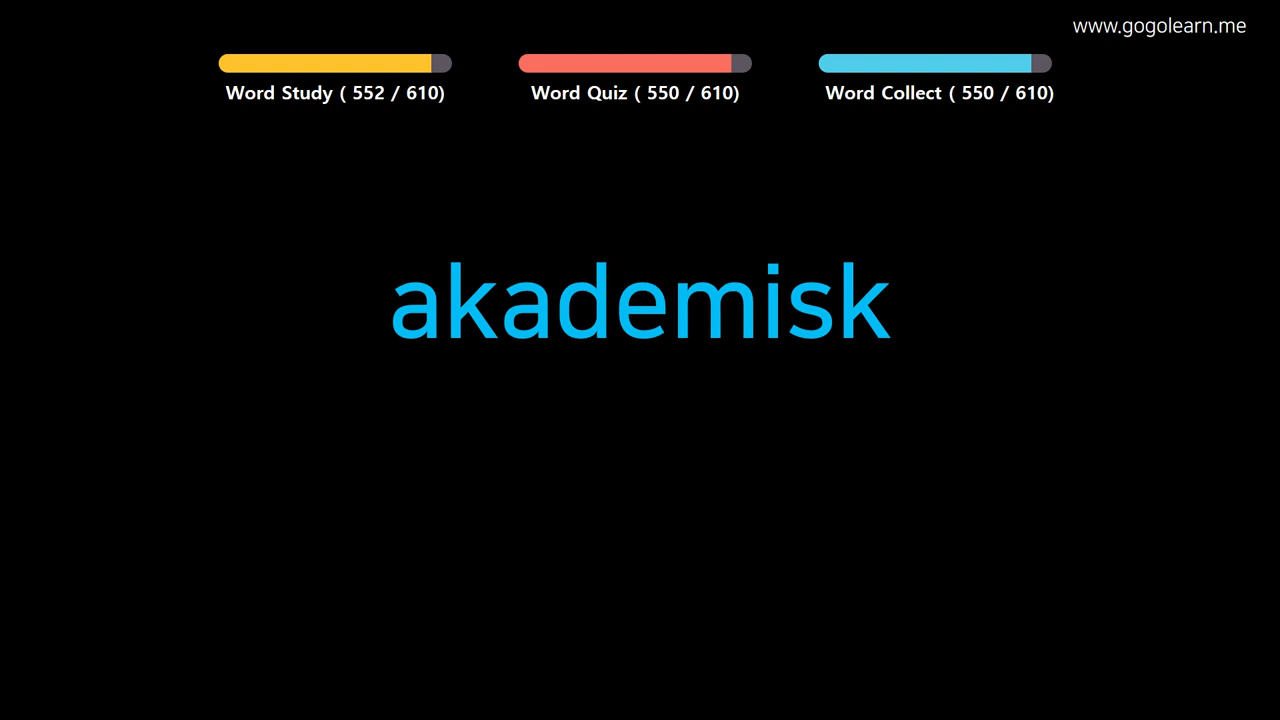 www.gogolearn.me
Word Study ( 552 / 610)
Word Quiz ( 550 / 610)
Word Collect ( 550 / 610)
akademisk